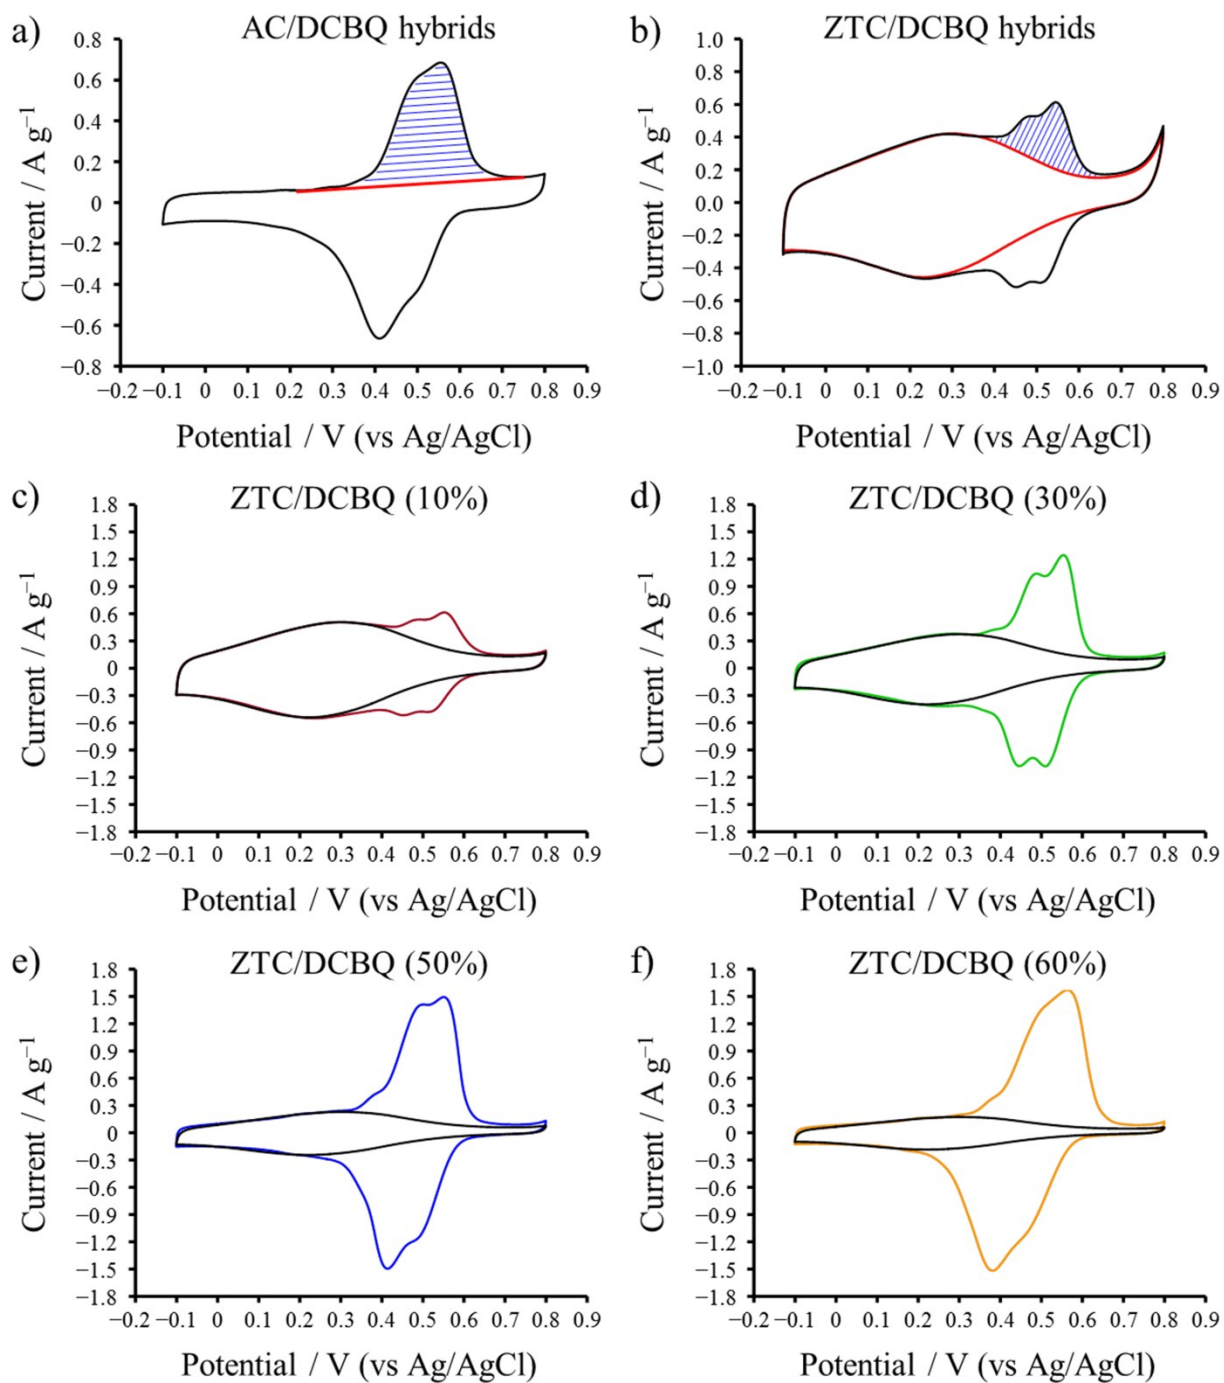 a)
AC/DCBQ hybrids
0.8
0.6
0.4
0.2
0
−0.2
−0.4
−0.6
−0.8
Current / A g⁻¹
−0.2 −0.1 0 0.1 0.2 0.3 0.4 0.5 0.6 0.7 0.8 0.9
Potential / V (vs Ag/AgCl)
b)
ZTC/DCBQ hybrids
1.0
0.8
0.6
0.4
0.2
0.0
−0.2
−0.4
−0.6
−0.8
−1.0
Current / A g⁻¹
−0.2 −0.1 0 0.1 0.2 0.3 0.4 0.5 0.6 0.7 0.8 0.9
Potential / V (vs Ag/AgCl)
c)
ZTC/DCBQ (10%)
1.8
1.5
1.2
0.9
0.6
0.3
0
−0.3
−0.6
−0.9
−1.2
−1.5
−1.8
Current / A g⁻¹
−0.2 −0.1 0 0.1 0.2 0.3 0.4 0.5 0.6 0.7 0.8 0.9
Potential / V (vs Ag/AgCl)
d)
ZTC/DCBQ (30%)
1.8
1.5
1.2
0.9
0.6
0.3
0
−0.3
−0.6
−0.9
−1.2
−1.5
−1.8
Current / A g⁻¹
−0.2 −0.1 0 0.1 0.2 0.3 0.4 0.5 0.6 0.7 0.8 0.9
Potential / V (vs Ag/AgCl)
e)
ZTC/DCBQ (50%)
1.8
1.5
1.2
0.9
0.6
0.3
0
−0.3
−0.6
−0.9
−1.2
−1.5
−1.8
Current / A g⁻¹
−0.2 −0.1 0 0.1 0.2 0.3 0.4 0.5 0.6 0.7 0.8 0.9
Potential / V (vs Ag/AgCl)
f)
ZTC/DCBQ (60%)
1.8
1.5
1.2
0.9
0.6
0.3
0
−0.3
−0.6
−0.9
−1.2
−1.5
−1.8
Current / A g⁻¹
−0.2 −0.1 0 0.1 0.2 0.3 0.4 0.5 0.6 0.7 0.8 0.9
Potential / V (vs Ag/AgCl)